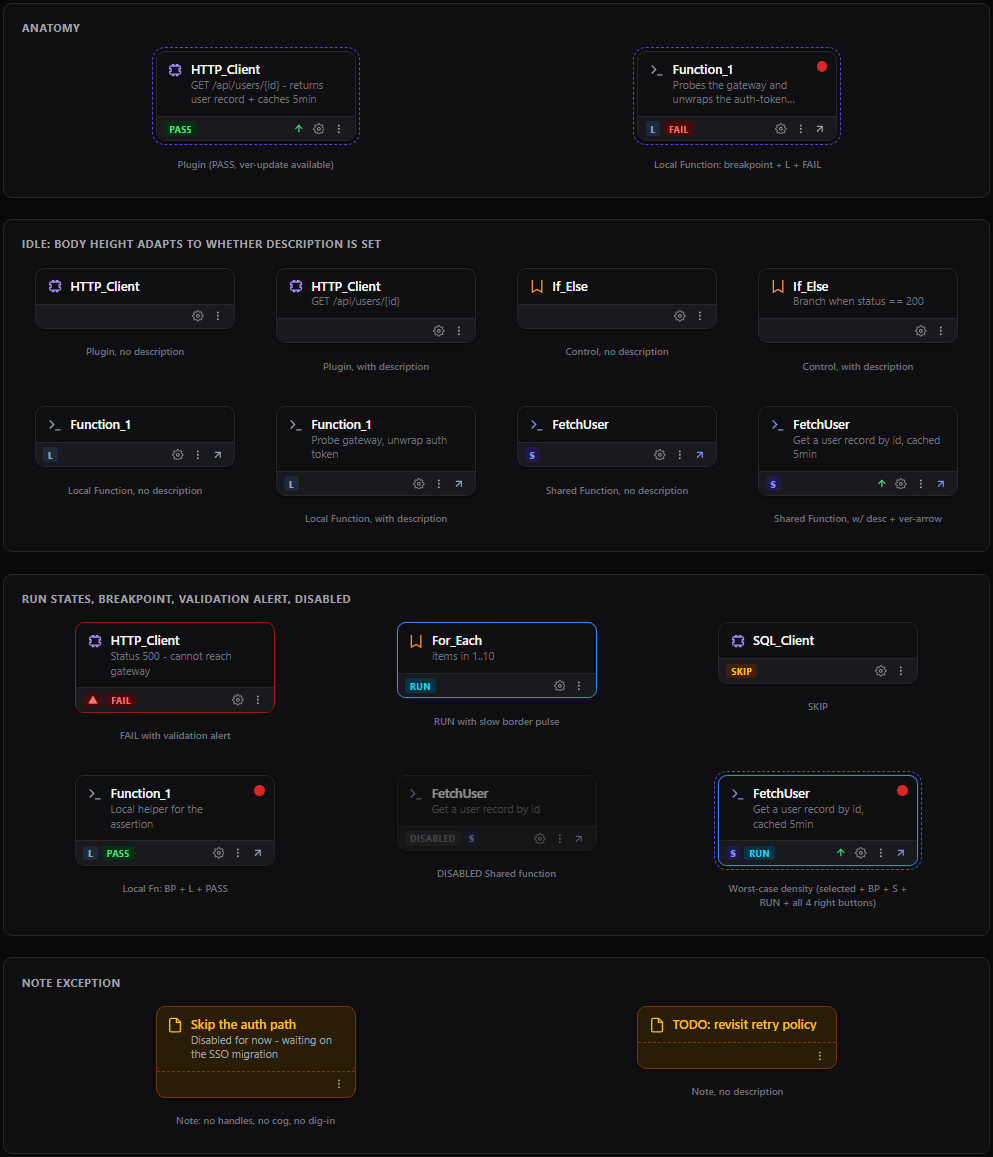 ANATOMY
HTTP_Client
GET /api/users/{id} - returns
user record + caches 5min
PASS
Plugin (PASS, ver-update available)
Function_1
Probes the gateway and
unwraps the auth-token...
L FAIL
Local Function: breakpoint + L + FAIL
IDLE: BODY HEIGHT ADAPTS TO WHETHER DESCRIPTION IS SET
HTTP_Client
Plugin, no description
HTTP_Client
GET /api/users/{id}
Plugin, with description
If_Else
Control, no description
If_Else
Branch when status == 200
Control, with description
Function_1
L
Local Function, no description
Function_1
Probe gateway, unwrap auth
token
L
Local Function, with description
FetchUser
S
Shared Function, no description
FetchUser
Get a user record by id, cached
5min
S
Shared Function, w/ desc + ver-arrow
RUN STATES, BREAKPOINT, VALIDATION ALERT, DISABLED
HTTP_Client
Status 500 - cannot reach
gateway
FAIL
FAIL with validation alert
For_Each
items in 1..10
RUN
RUN with slow border pulse
SQL_Client
SKIP
SKIP
Function_1
Local helper for the
assertion
L PASS
Local Fn: BP + L + PASS
FetchUser
Get a user record by id
DISABLED S
DISABLED Shared function
FetchUser
Get a user record by id,
cached 5min
S RUN
Worst-case density (selected + BP + S +
RUN + all 4 right buttons)
NOTE EXCEPTION
Skip the auth path
Disabled for now - waiting on
the SSO migration
Note: no handles, no cog, no dig-in
TODO: revisit retry policy
Note, no description